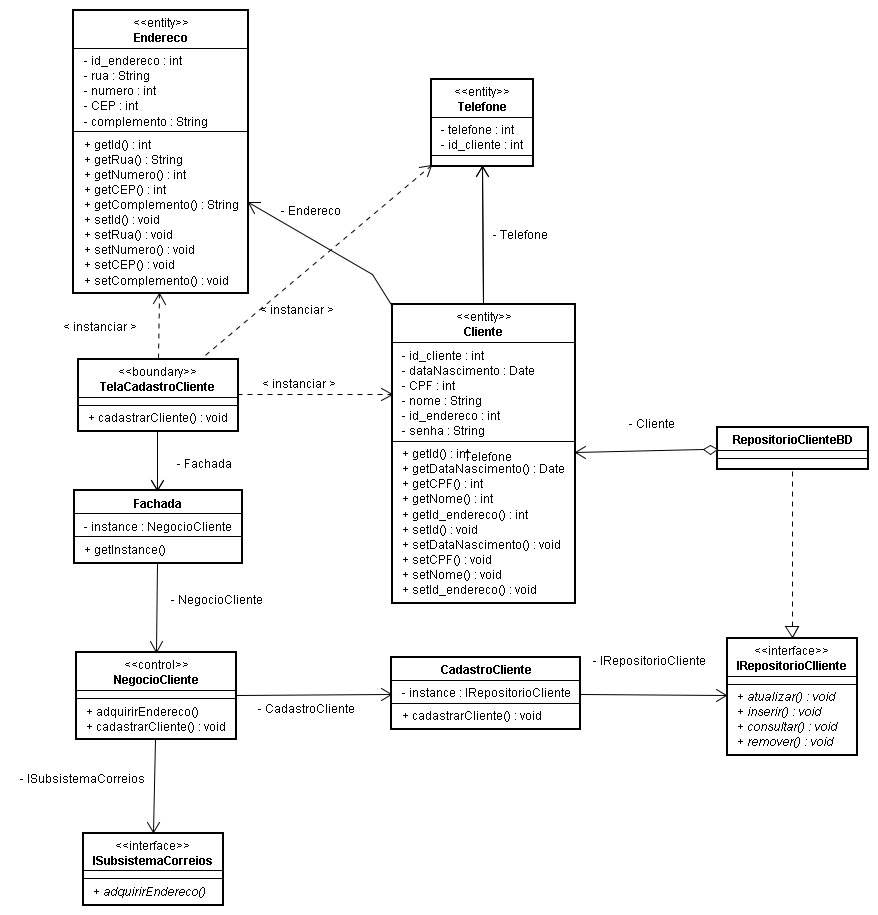 <<entity>>
Endereco
- id_endereco : int
- rua : String
- numero : int
- CEP : int
- complemento : String
+ getId() : int
+ getRua() : String
+ getNumero() : int
+ getCEP() : int
+ getComplemento() : String
+ setId() : void
+ setRua() : void
+ setNumero() : void
+ setCEP() : void
+ setComplemento() : void
<<entity>>
Telefone
- telefone : int
- id_cliente : int
- Endereco
- Telefone
< instanciar >
< instanciar >
< instanciar >
<<boundary>>
TelaCadastroCliente
+ cadastrarCliente() : void
<<entity>>
Cliente
- id_cliente : int
- dataNascimento : Date
- CPF : int
- nome : String
- id_endereco : int
- senha : String
+ getId() : int
Telefone
+ getDataNascimento() : Date
+ getCPF() : int
+ getNome() : int
+ getId_endereco() : int
+ setId() : void
+ setDataNascimento() : void
+ setCPF() : void
+ setNome() : void
+ setId_endereco() : void
- Cliente
RepositorioClienteBD
- Fachada
Fachada
- instance : NegocioCliente
+ getInstance()
- NegocioCliente
<<control>>
NegocioCliente
+ adquirirEndereco()
+ cadastrarCliente() : void
- CadastroCliente
CadastroCliente
- instance : IRepositorioCliente
+ cadastrarCliente() : void
- IRepositorioCliente
<<interface>>
IRepositorioClliente
+ atualizar() : void
+ inserir() : void
+ consultar() : void
+ remover() : void
- ISubsistemaCorreios
<<interface>>
ISubsistemaCorreios
+ adquirirEndereco()